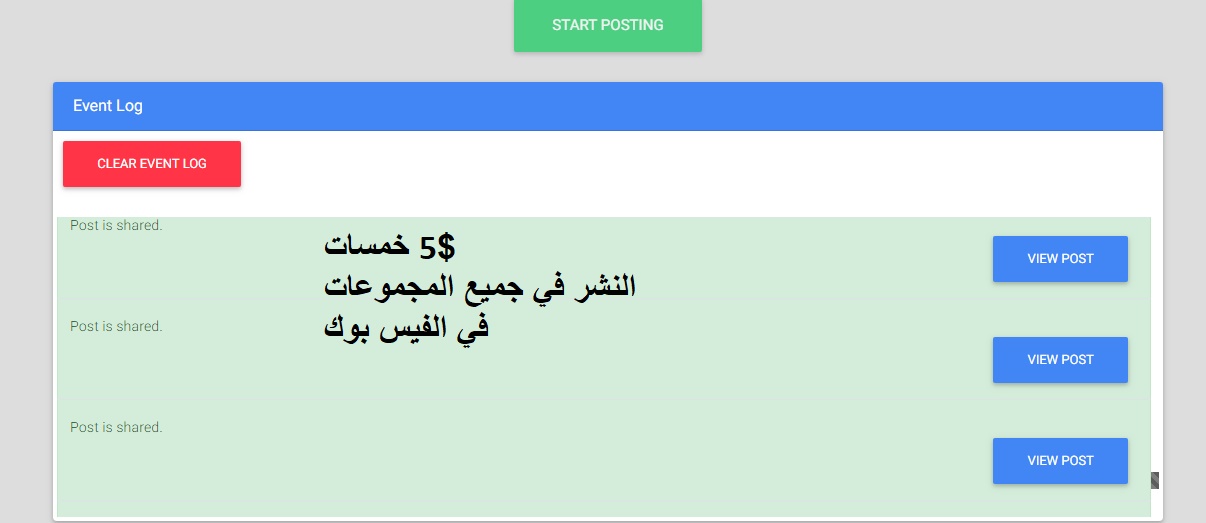 START POSTING
Event Log
CLEAR EVENT LOG
Post is shared.
5$ خمسات
VIEW POST
النشر في جميع المجموعات
Post is shared.
في الفيس بوك
VIEW POST
Post is shared.
VIEW POST